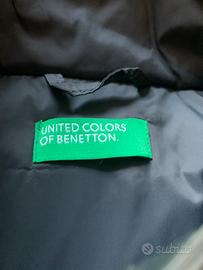 UNITED COLORS
OF BENETTON.
subito